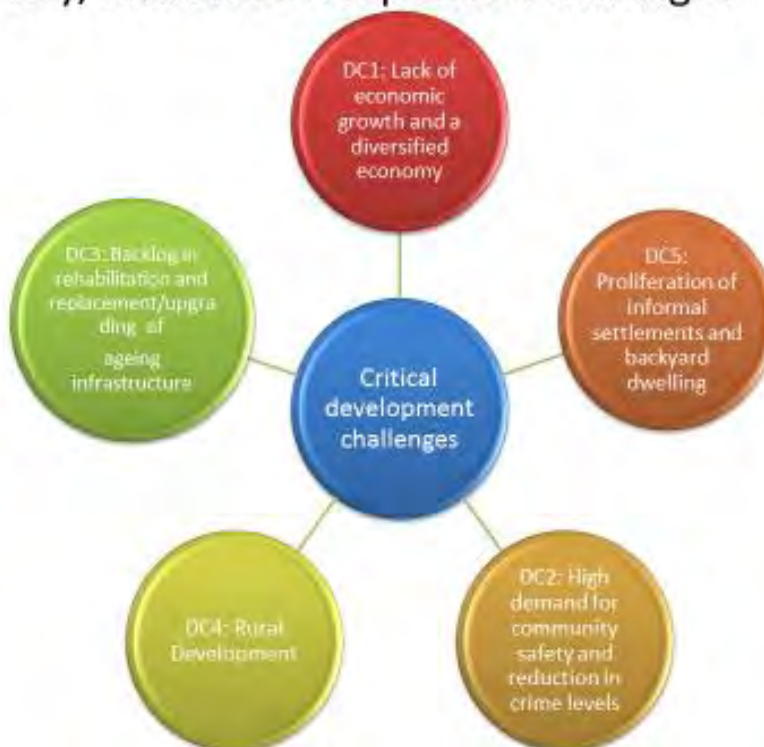 DC1: Lack of
economic
growth and a
diversified
economy
DC3: Backlog in
rehabilitation and
replacement/upgra
ding of
ageing
infrastructure
DC5:
Proliferation of
informal
settlements and
backyard
dwelling
Critical
development
challenges
DC4: Rural
Development
DC2: High
demand for
community
safety and
reduction in
crime levels